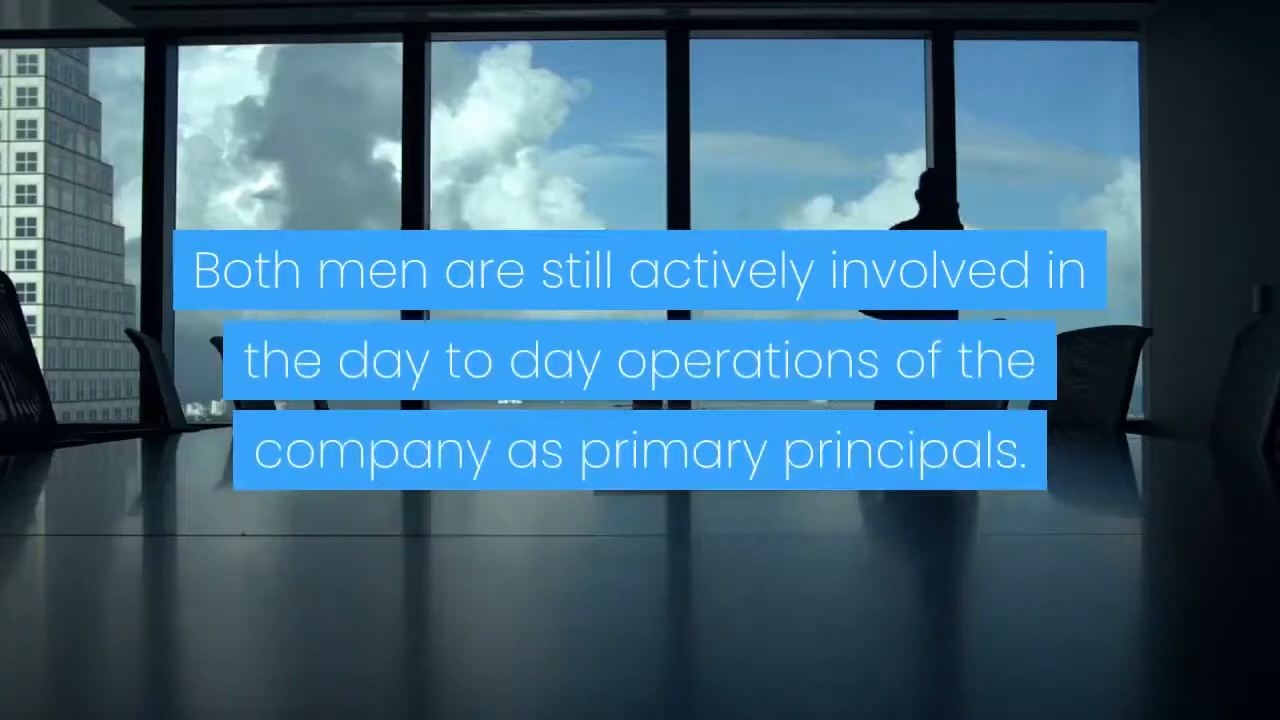 Both men are still actively involved in
the day to day operations of the
company as primary principals.